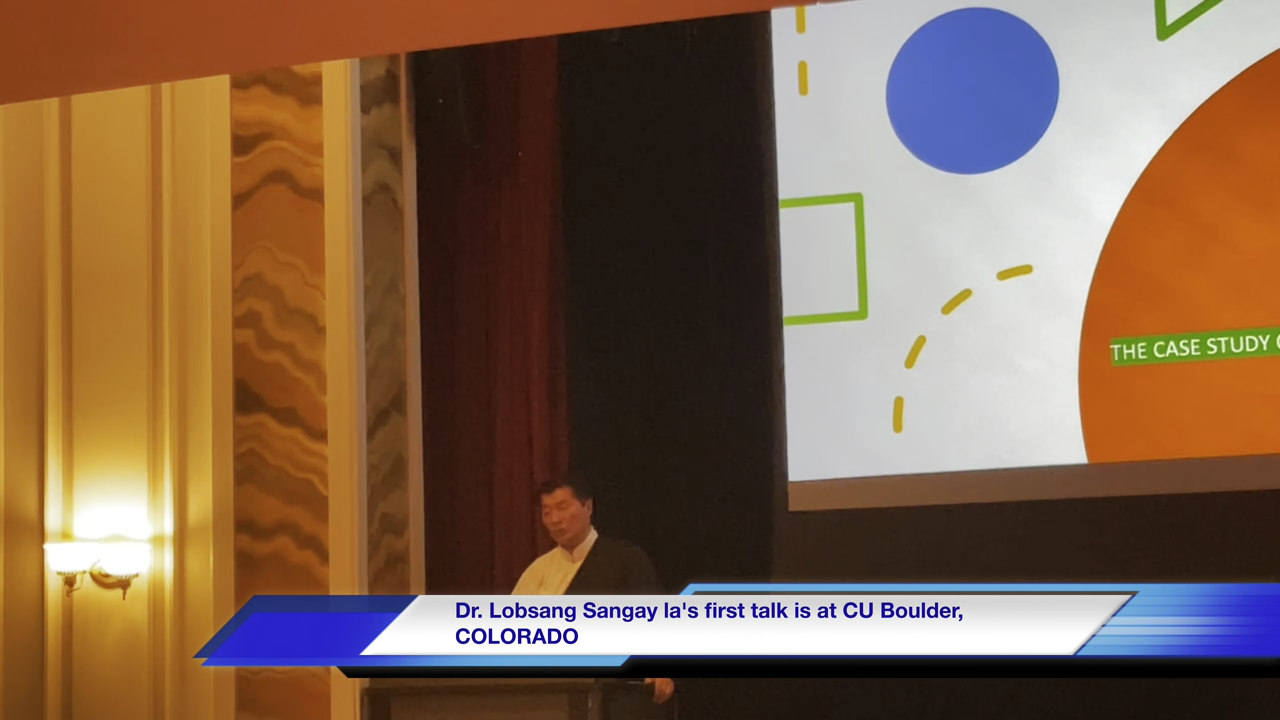 THE CASE STUDY
Dr. Lobsang Sangay la's first talk is at CU Boulder,
COLORADO